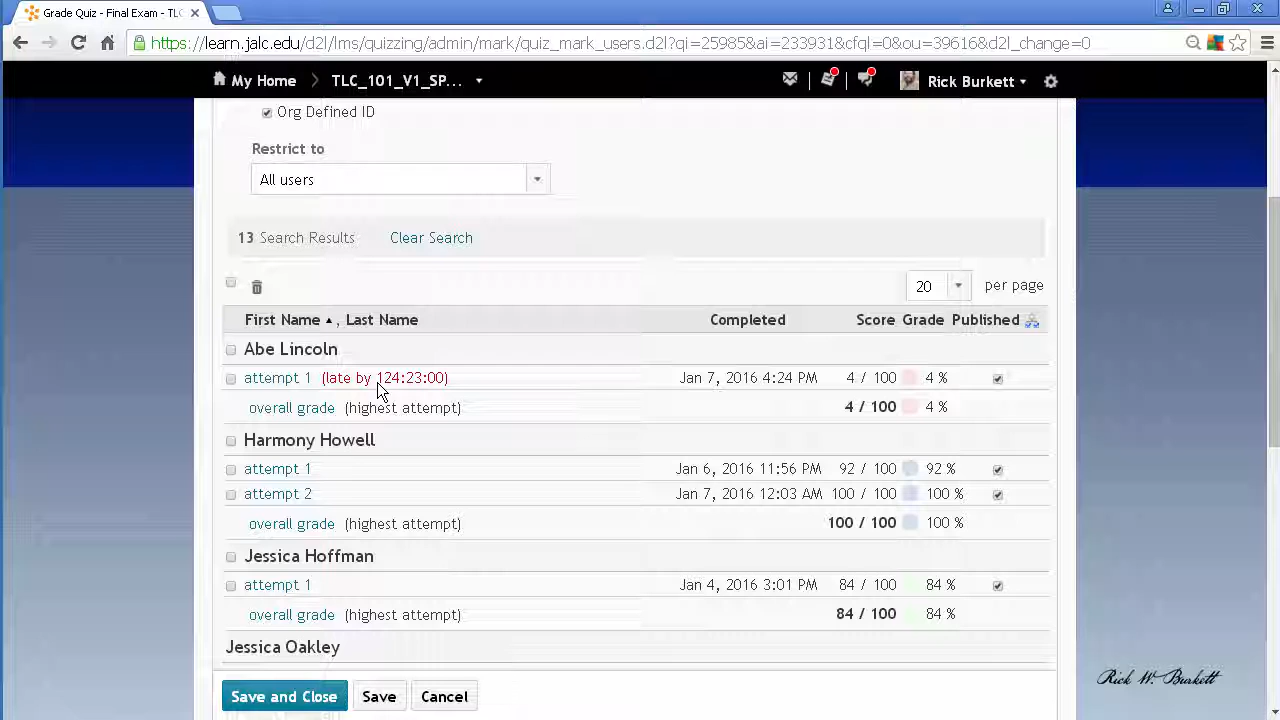 Grade Quiz - Final Exam - TLC
https://learn.jalc.edu/d2l/lms/quizzing/admin/mark/quiz_mark_users.d2l?qi=2598&ai=233931&cfql=0&ou=39616&d2l_change=0
My Home TLC_101_V1_SP... Rick Burkett
Org Defined ID
Restrict to
All users
13 Search Results Clear Search
20 per page
First Name , Last Name Completed Score Grade Published
Abe Lincoln
attempt 1 (late by 124:23:00) Jan 7, 2016 4:24 PM 4 / 100 4 %
overall grade (highest attempt) 4 / 100 4 %
Harmony Howell
attempt 1 Jan 6, 2016 11:56 PM 92 / 100 92 %
attempt 2 Jan 7, 2016 12:03 AM 100 / 100 100 %
overall grade (highest attempt) 100 / 100 100 %
Jessica Hoffman
attempt 1 Jan 4, 2016 3:01 PM 84 / 100 84 %
overall grade (highest attempt) 84 / 100 84 %
Jessica Oakley
Save and Close Save Cancel
Rick W. Burkett